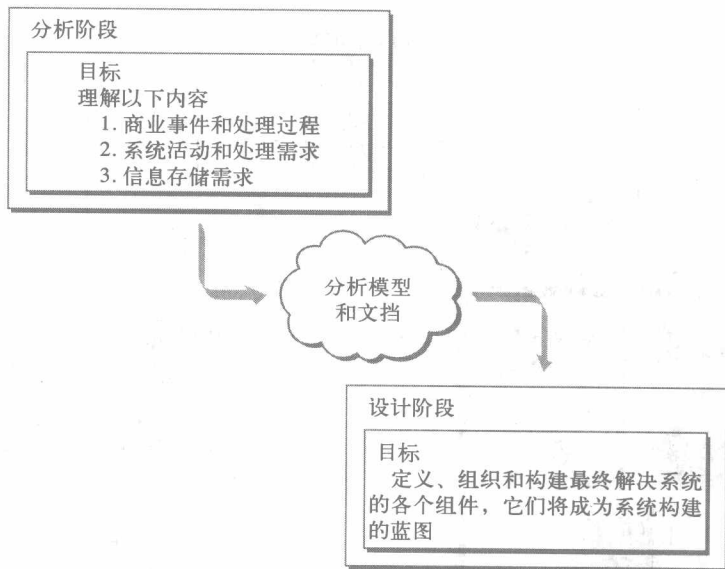 分析阶段
目标
理解以下内容
1. 商业事件和处理过程
2. 系统活动和处理需求
3. 信息存储需求
分析模型
和文挡
设计阶段
目标
定义、组织和构建最终解决系统
的各个组件，它们将成为系统构建
的蓝图